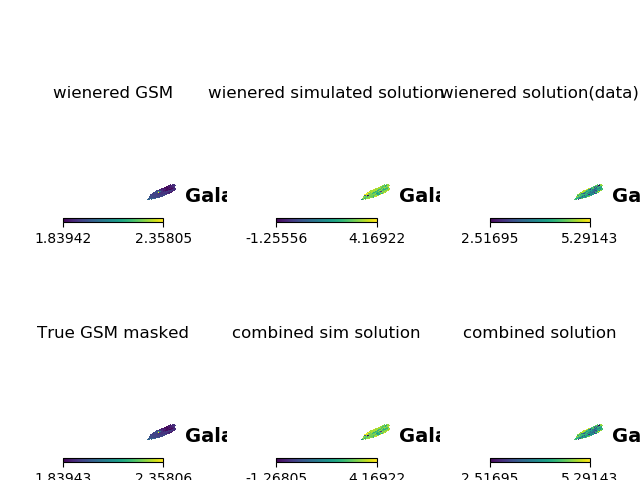 wienered GSM wienered simulated solution wienered solution(data)
Gala Gala Ga
1.83942 2.35805 -1.25556 4.16922 2.51695 5.29143
True GSM masked combined sim solution combined solution
Gala Gala Ga
1.83943 2.35806 -1.26805 4.16922 2.51695 5.29143